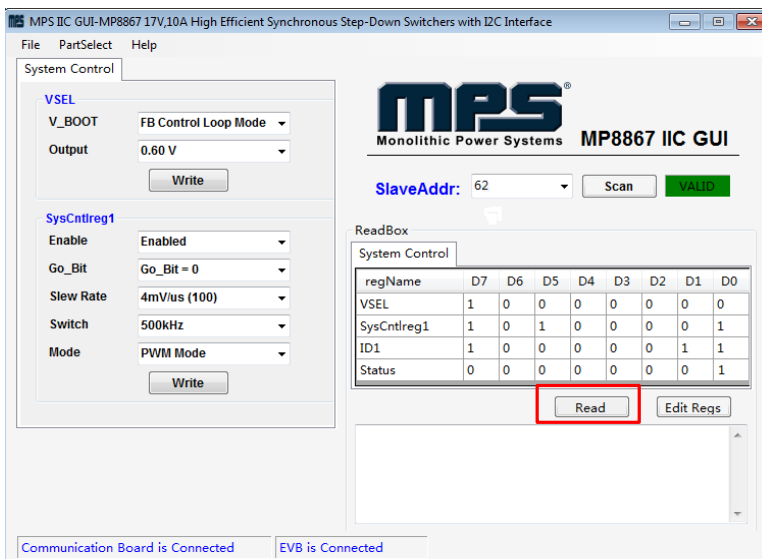 MPS IIC GUI-MP8867 17V,10A High Efficient Synchronous Step-Down Switchers with I2C Interface
File PartSelect Help
System Control
VSEL
V_BOOT FB Control Loop Mode
Output 0.60 V
Write
SysCntlreg1
Enable Enabled
Go_Bit Go_Bit = 0
Slew Rate 4mV/us (100)
Switch 500kHz
Mode PWM Mode
Write
mps®
Monolithic Power Systems MP8867 IIC GUI
SlaveAddr: 62 Scan VALID
ReadBox
System Control
regName D7 D6 D5 D4 D3 D2 D1 D0
VSEL 1 0 0 0 0 0 0 0
SysCntlreg1 1 0 1 0 0 0 0 1
ID1 1 0 0 0 0 0 1 1
Status 0 0 0 0 0 0 0 1
Read Edit Regs
Communication Board is Connected EVB is Connected